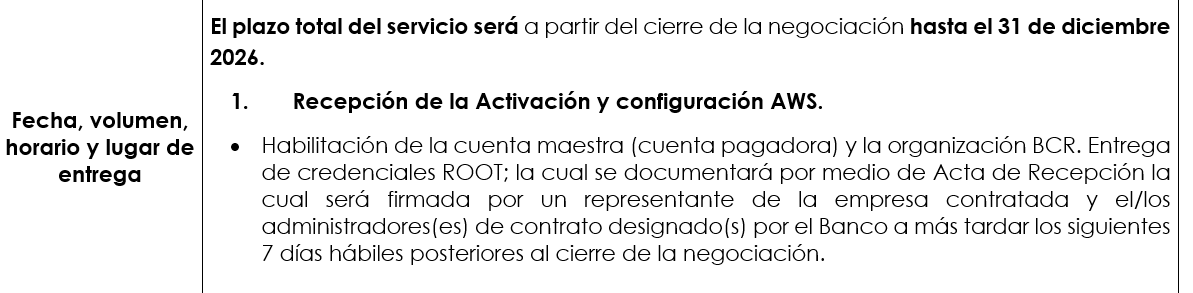 Fecha, volumen,
horario y lugar de
entrega
El plazo total del servicio será a partir del cierre de la negociación hasta el 31 de diciembre
2026.
1. Recepción de la Activación y configuración AWS.
• Habilitación de la cuenta maestra (cuenta pagadora) y la organización BCR. Entrega
de credenciales ROOT; la cual se documentará por medio de Acta de Recepción la
cual será firmada por un representante de la empresa contratada y el/los
administradores(es) de contrato designado(s) por el Banco a más tardar los siguientes
7 días hábiles posteriores al cierre de la negociación.